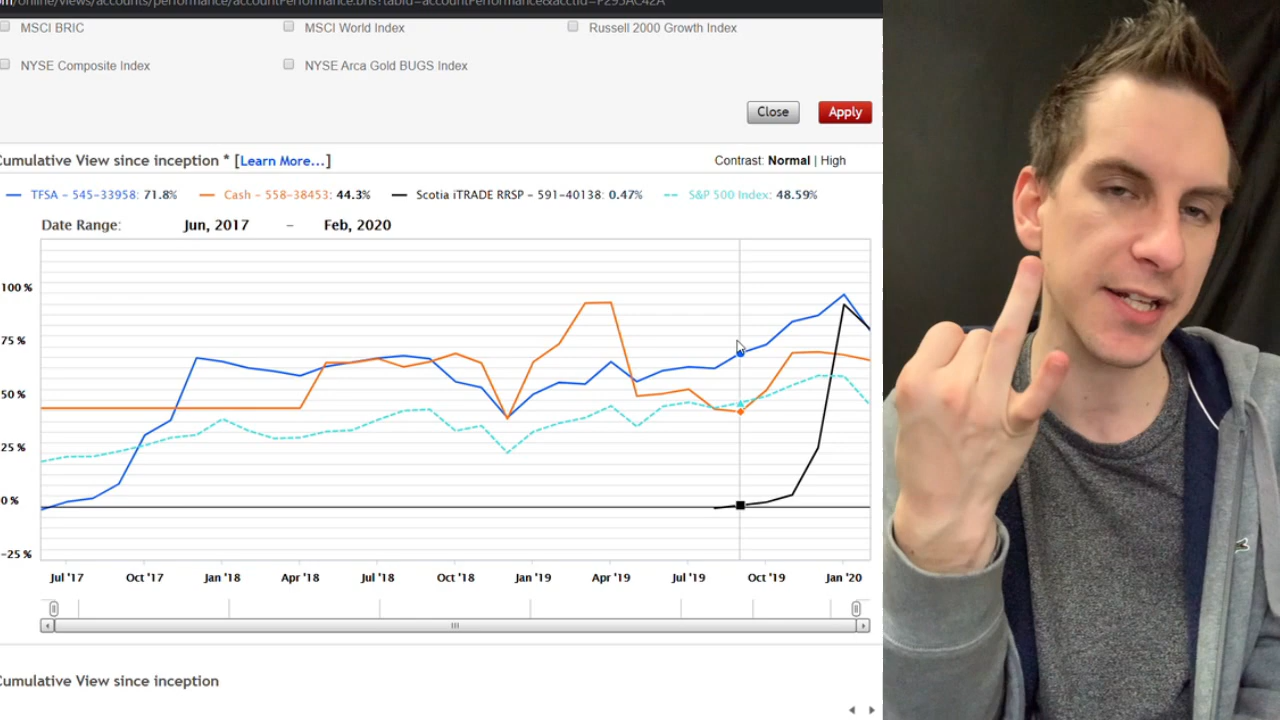 MSCI BRIC MSCI World Index Russell 2000 Growth Index
NYSE Composite Index NYSE Arca Gold BUGS Index
Close Apply
Cumulative View since inception * [Learn More...] Contrast: Normal | High
TFSA - 545-33958: 71.8% Cash - 558-38453: 44.3% Scotia iTRADE RRSP - 591-40138: 0.47% S&P 500 Index: 48.59%
Date Range: Jun, 2017 - Feb, 2020
100 %
75 %
50 %
25 %
0 %
-25 %
Jul '17 Oct '17 Jan '18 Apr '18 Jul '18 Oct '18 Jan '19 Apr '19 Jul '19 Oct '19 Jan '20
Cumulative View since inception